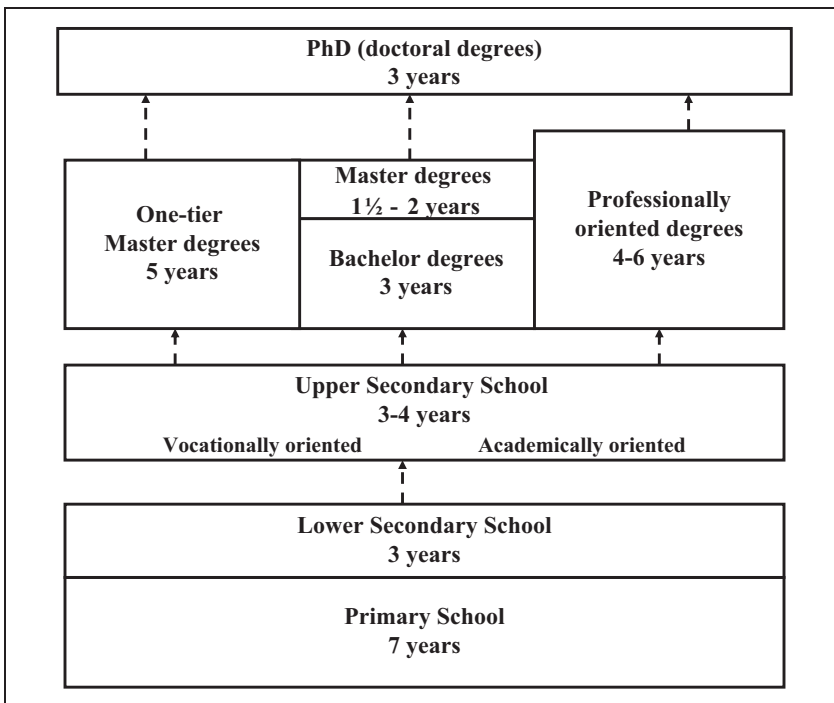 PhD (doctoral degrees)
3 years
One-tier
Master degrees
5 years
Master degrees
1½ - 2 years
Bachelor degrees
3 years
Professionally
oriented degrees
4-6 years
Upper Secondary School
3-4 years
Vocationally oriented
Academically oriented
Lower Secondary School
3 years
Primary School
7 years